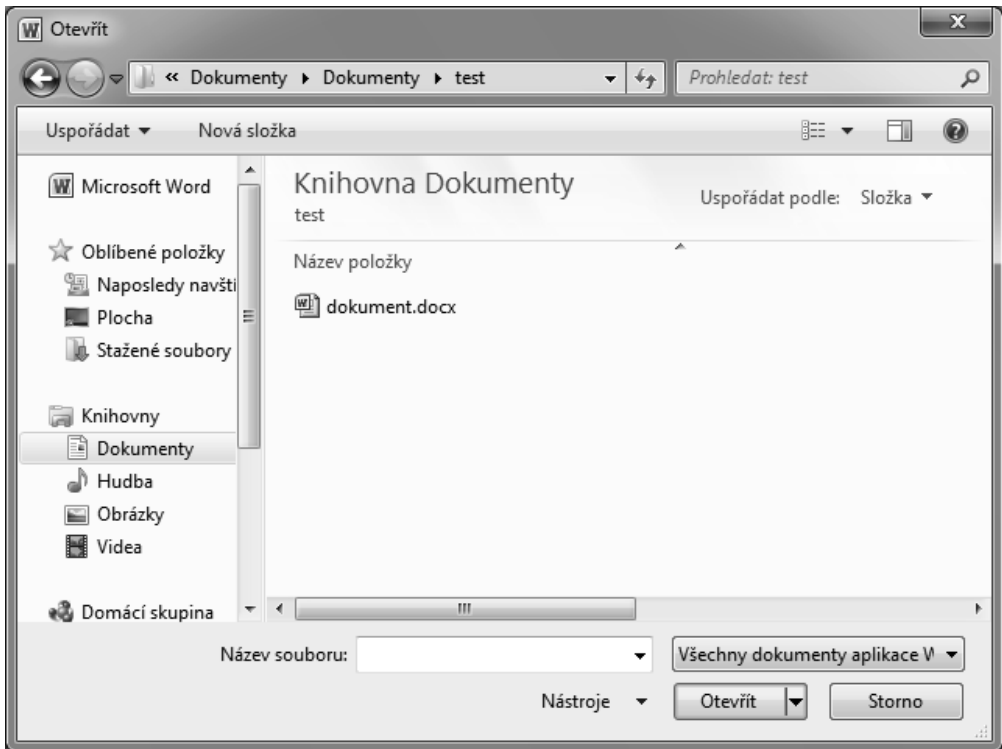 Otevřít
« Dokumenty ▸ Dokumenty ▸ test
Prohledat: test
Uspořádat
Nová složka
Microsoft Word
Oblíbené položky
Naposledy navšti
Plocha
Stažené soubory
Knihovny
Dokumenty
Hudba
Obrázky
Videa
Domácí skupina
Knihovna Dokumenty
test
Uspořádat podle: Složka
Název položky
dokument.docx
Název souboru:
Všechny dokumenty aplikace W
Nástroje
Otevřít
Storno